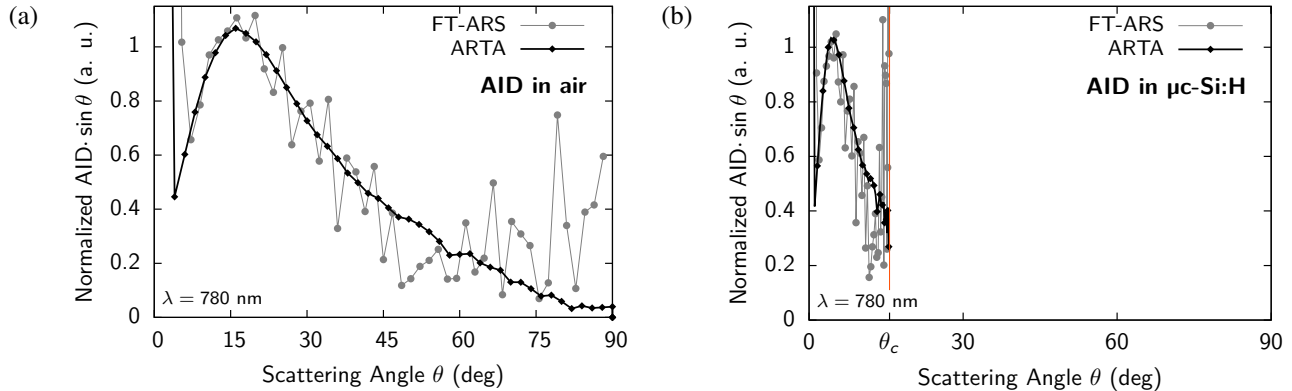 (a)
Normalized AID· sin θ (a. u.)
1
0.8
0.6
0.4
0.2
0
FT-ARS
ARTA
AID in air
λ = 780 nm
0 15 30 45 60 75 90
Scattering Angle θ (deg)
(b)
Normalized AID· sin θ (a. u.)
1
0.8
0.6
0.4
0.2
0
FT-ARS
ARTA
AID in μc-Si:H
λ = 780 nm
0 θc 30 60 90
Scattering Angle θ (deg)